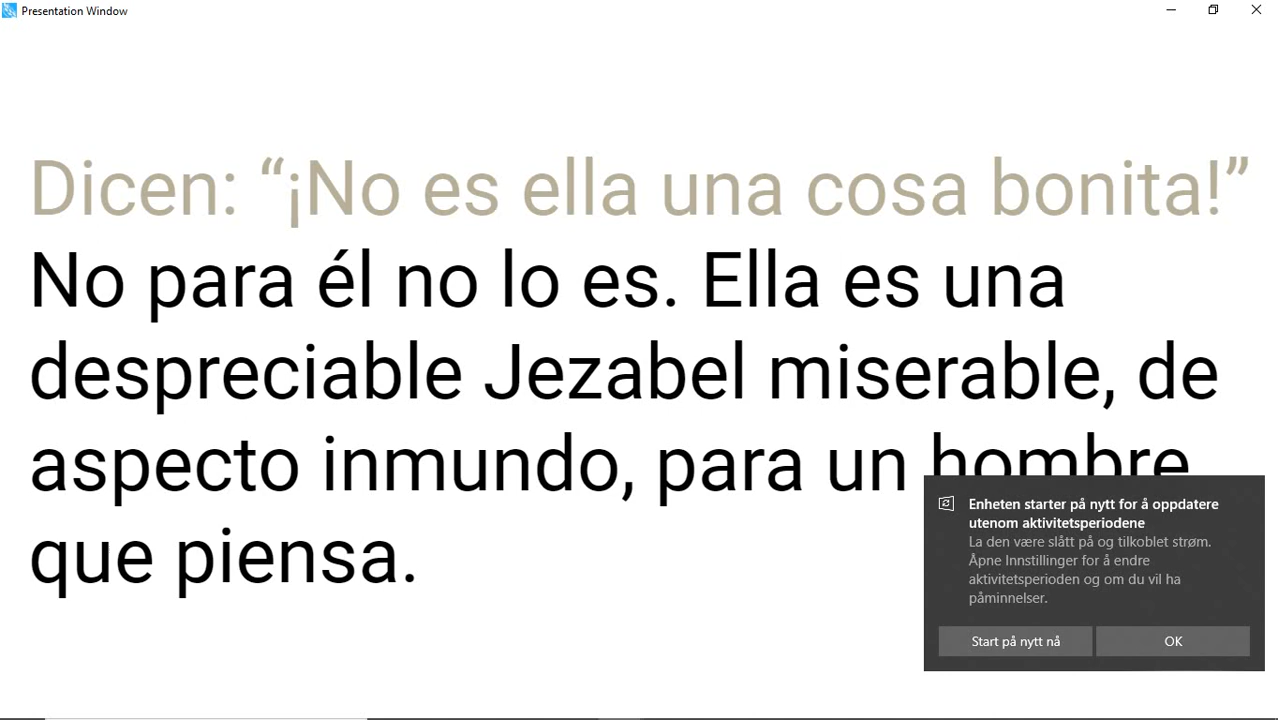 Presentation Window
Dicen: “¡No es ella una cosa bonita!”
No para él no lo es. Ella es una
despreciable Jezabel miserable, de
aspecto inmundo, para un hombre
que piensa.
Enheten starter på nytt for å oppdatere
utenom aktivitetsperiodene
La den være slått på og tilkoblet strøm.
Åpne Innstillinger for å endre
aktivitetsperioden og om du vil ha
påminnelser.
Start på nytt nå
OK